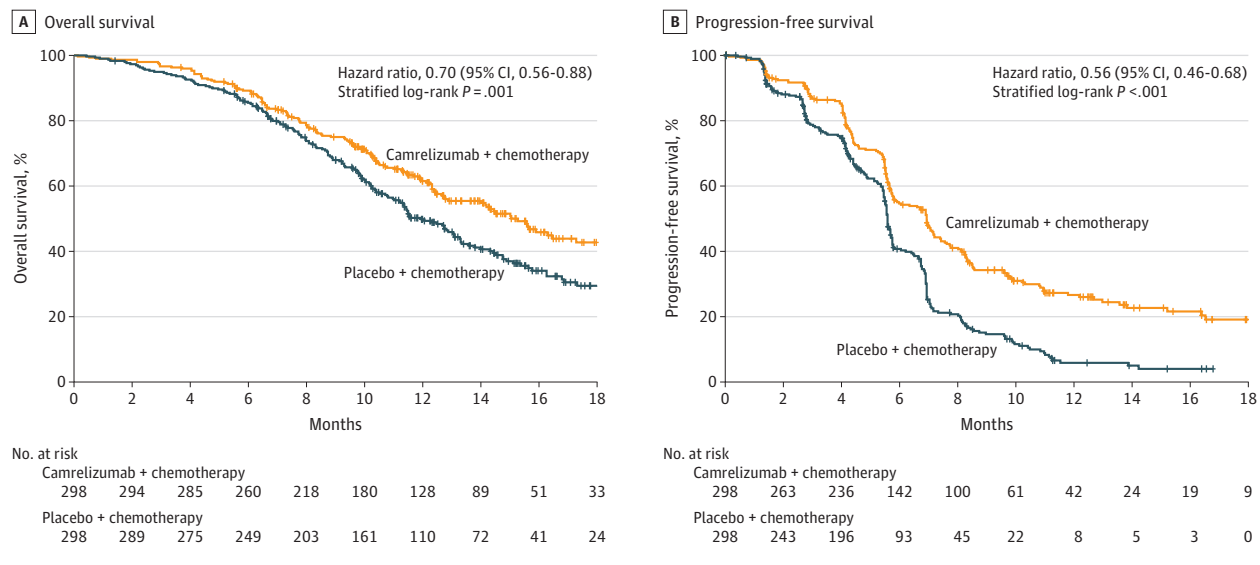 A Overall survival
Overall survival, %
100
80
60
40
20
0
Hazard ratio, 0.70 (95% CI, 0.56-0.88)
Stratified log-rank P = .001
Camrelizumab + chemotherapy
Placebo + chemotherapy
0 2 4 6 8 10 12 14 16 18
Months
No. at risk
Camrelizumab + chemotherapy
298 294 285 260 218 180 128 89 51 33
Placebo + chemotherapy
298 289 275 249 203 161 110 72 41 24
B Progression-free survival
Progression-free survival, %
100
80
60
40
20
0
Hazard ratio, 0.56 (95% CI, 0.46-0.68)
Stratified log-rank P <.001
Camrelizumab + chemotherapy
Placebo + chemotherapy
0 2 4 6 8 10 12 14 16 18
Months
No. at risk
Camrelizumab + chemotherapy
298 263 236 142 100 61 42 24 19 9
Placebo + chemotherapy
298 243 196 93 45 22 8 5 3 0